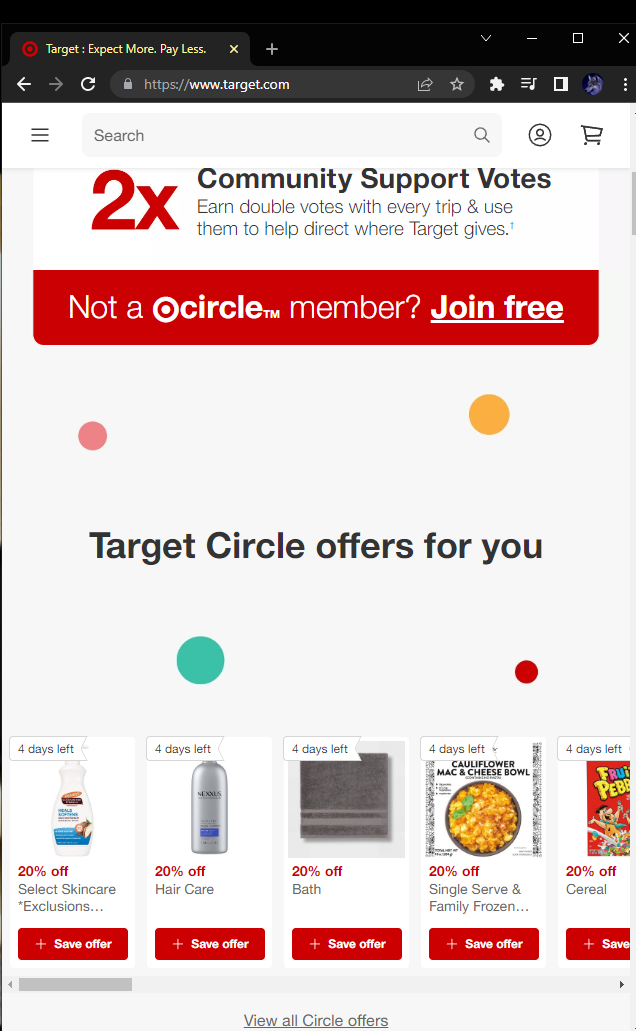 Target : Expect More. Pay Less.
https://www.target.com
Search
2x
Community Support Votes
Earn double votes with every trip & use
them to help direct where Target gives.†
Not a circle™ member? Join free
Target Circle offers for you
4 days left
4 days left
4 days left
4 days left
4 days left
HEALS
SOFTENS
NEXXUS
CAULIFLOWER
MAC & CHEESE BOWL
20% off
Select Skincare
*Exclusions…
Save offer
20% off
Hair Care
Save offer
20% off
Bath
Save offer
20% off
Single Serve &
Family Frozen…
Save offer
20% off
Cereal
Save
View all Circle offers